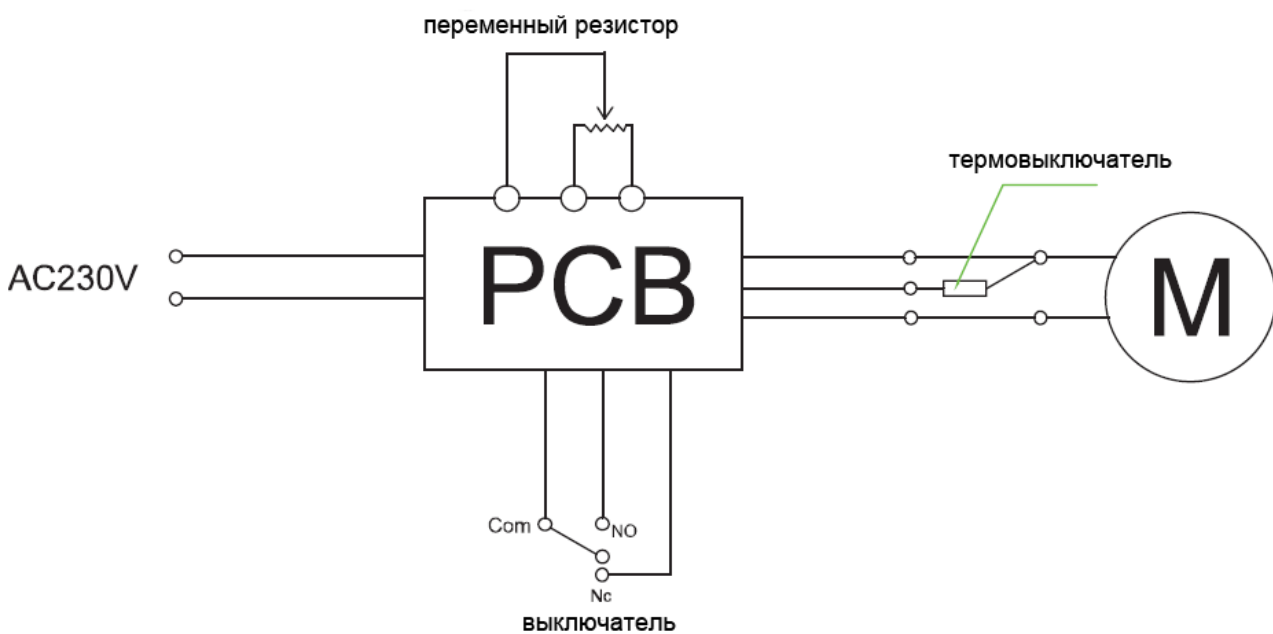 переменный резистор
термовыключатель
AC230V
PCB
M
Com
NO
Nc
выключатель